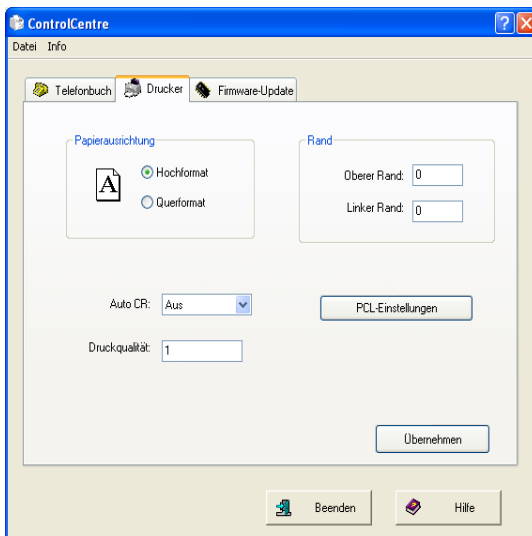 ControlCentre
Datei Info
Telefonbuch Drucker Firmware-Update
Papierausrichtung
A
Hochformat
Querformat
Rand
Oberer Rand: 0
Linker Rand: 0
Auto CR: Aus
PCL-Einstellungen
Druckqualität: 1
Übernehmen
Beenden Hilfe